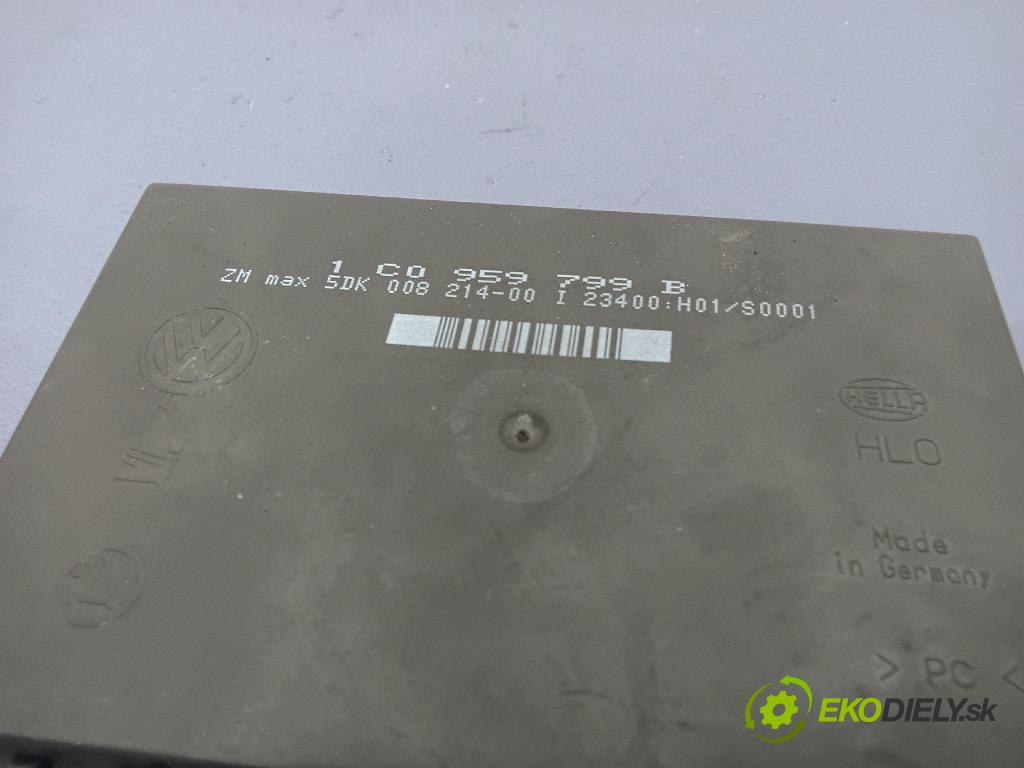 1 C0 959 799 B
ZM max 5DK 008 214-00 I 23400:H01/S0001
VW
HELLA
HLO
Made
in Germany
> PC <
EKODIELY.sk